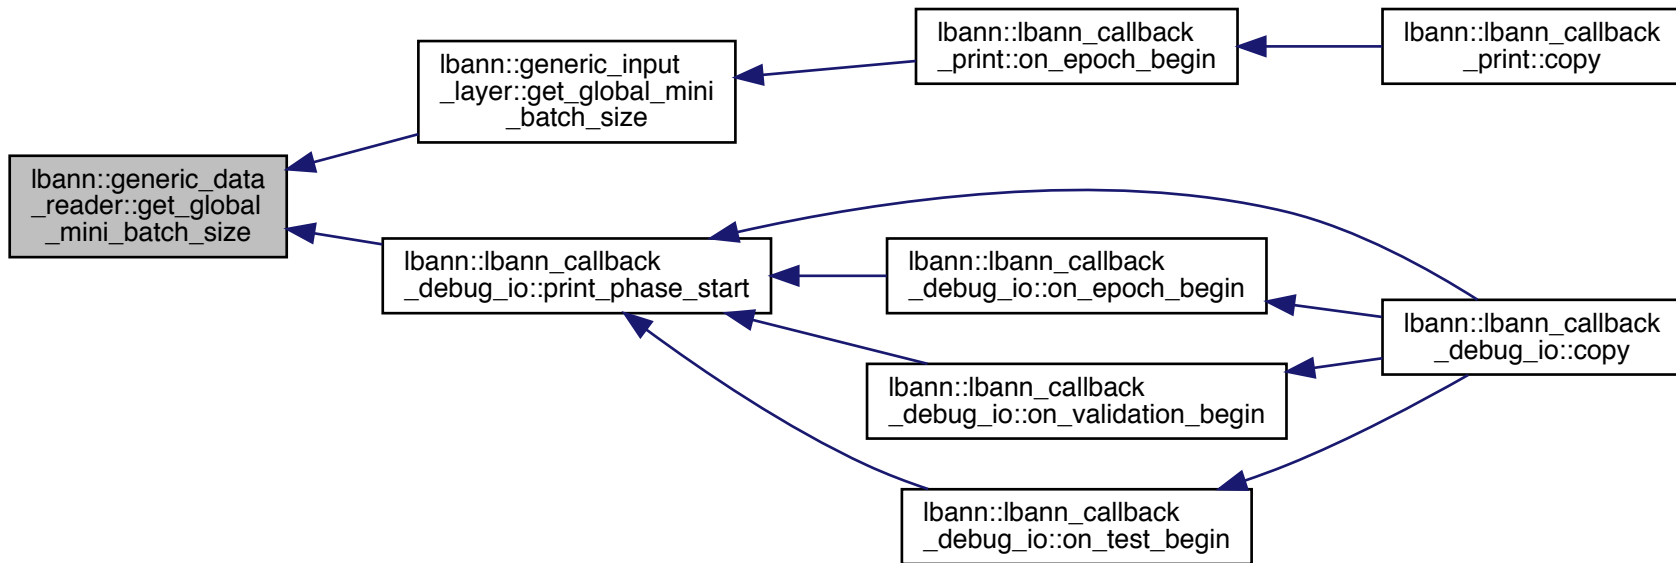 lbann::generic_data
_reader::get_global
_mini_batch_size
lbann::generic_input
_layer::get_global_mini
_batch_size
lbann::lbann_callback
_print::on_epoch_begin
lbann::lbann_callback
_print::copy
lbann::lbann_callback
_debug_io::print_phase_start
lbann::lbann_callback
_debug_io::on_epoch_begin
lbann::lbann_callback
_debug_io::on_validation_begin
lbann::lbann_callback
_debug_io::on_test_begin
lbann::lbann_callback
_debug_io::copy